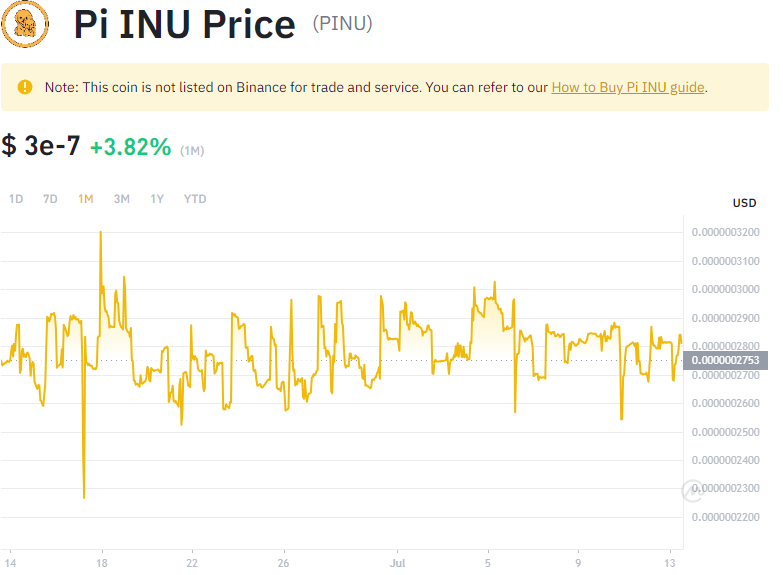 Pi INU Price (PINU)
Note: This coin is not listed on Binance for trade and service. You can refer to our How to Buy Pi INU guide.
$ 3e-7 +3.82% (1M)
1D 7D 1M 3M 1Y YTD
USD
0.0000003200
0.0000003100
0.0000003000
0.0000002900
0.0000002800
0.0000002753
0.0000002700
0.0000002600
0.0000002500
0.0000002400
0.0000002300
0.0000002200
14 18 22 26 Jul 5 9 13